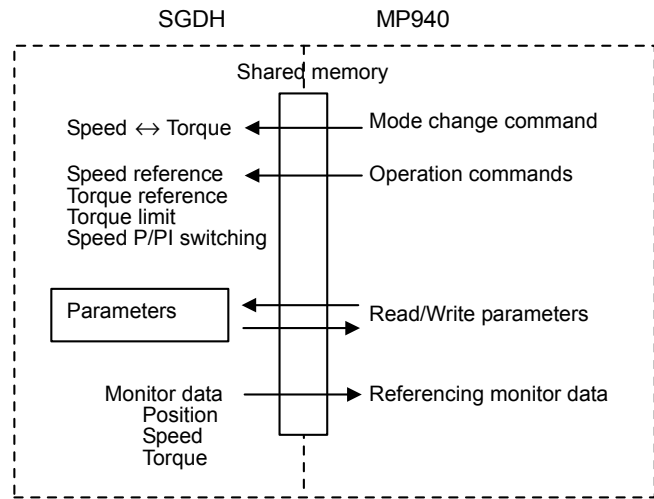 SGDH MP940
Shared memory
Speed ↔ Torque Mode change command
Speed reference Operation commands
Torque reference
Torque limit
Speed P/PI switching
Parameters Read/Write parameters
Monitor data Referencing monitor data
Position
Speed
Torque